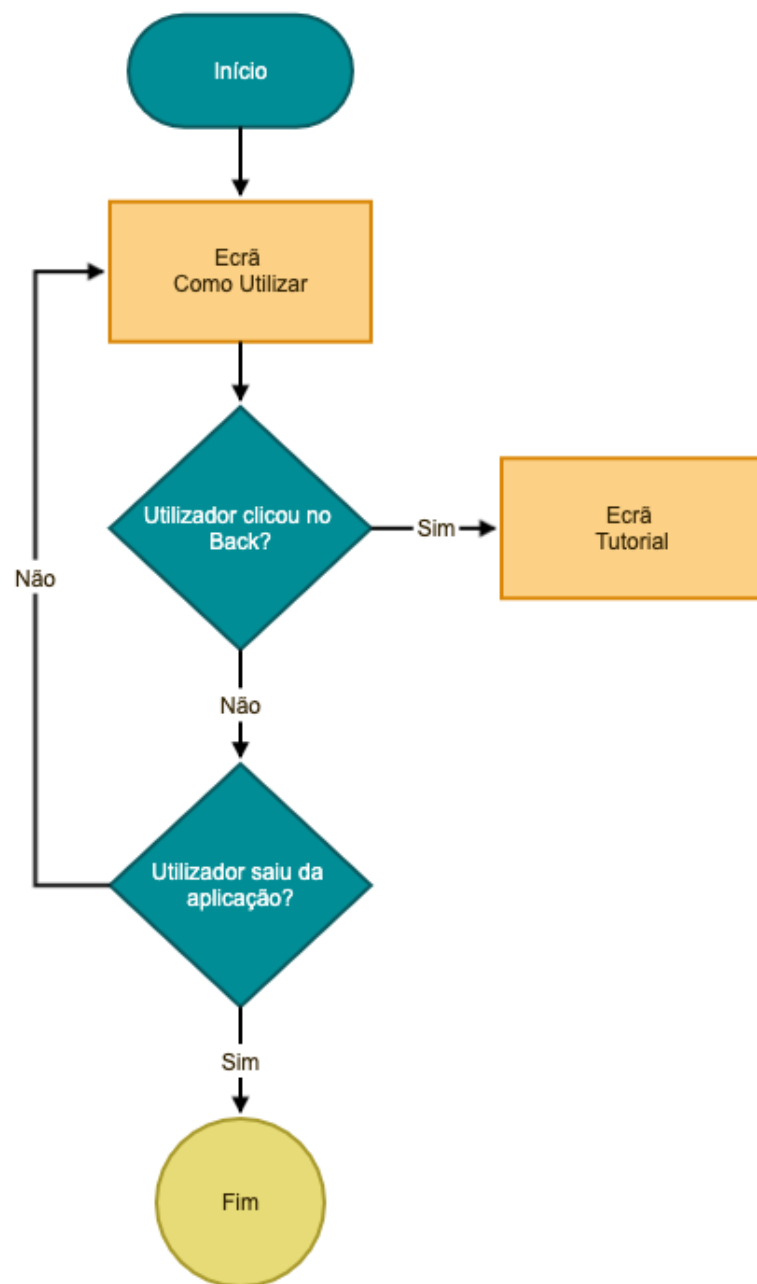 Início
Ecrã
Como Utilizar
Utilizador clicou no
Back?
Sim
Ecrã
Tutorial
Não
Não
Utilizador saiu da
aplicação?
Sim
Fim